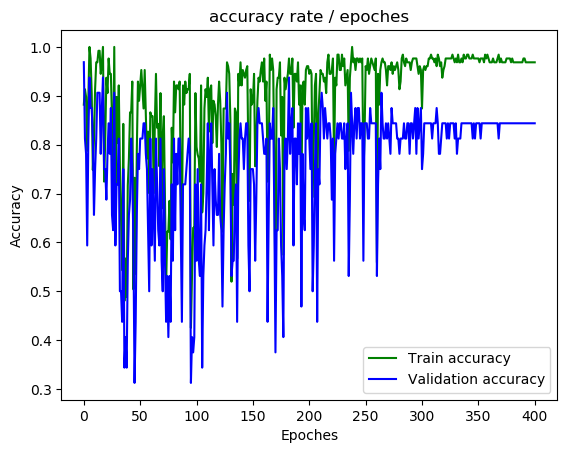 accuracy rate / epoches
1.0
0.9
0.8
0.7
0.6
0.5
0.4
0.3
Accuracy
0 50 100 150 200 250 300 350 400
Epoches
Train accuracy
Validation accuracy